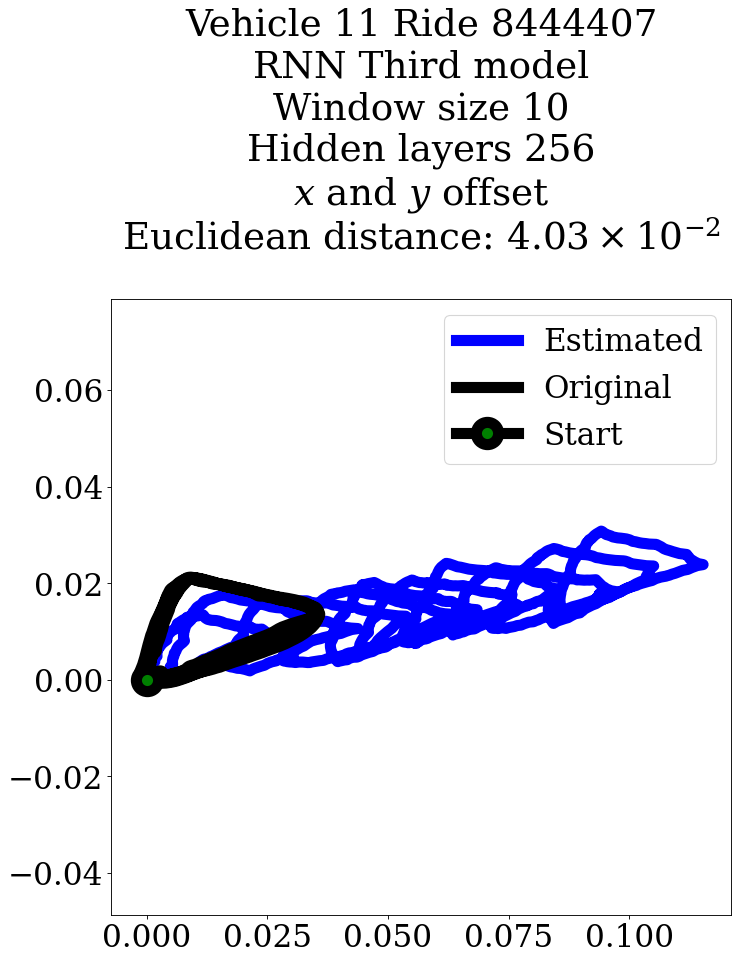 Vehicle 11 Ride 8444407
RNN Third model
Window size 10
Hidden layers 256
x and y offset
Euclidean distance: 4.03 × 10⁻²
Estimated
Original
Start
0.06
0.04
0.02
0.00
−0.02
−0.04
0.000 0.025 0.050 0.075 0.100